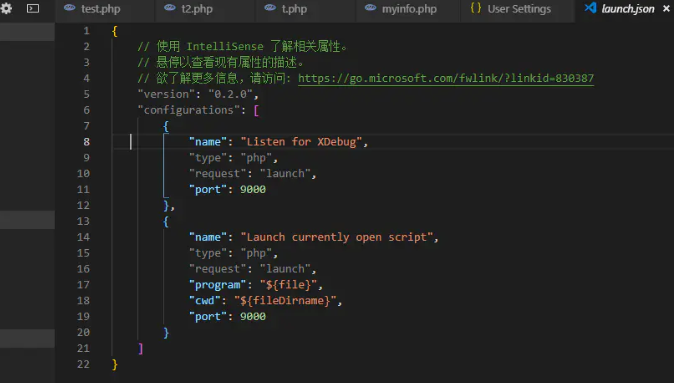 test.php t2.php t.php myinfo.php { } User Settings launch.json
1 {
2 // 使用 IntelliSense 了解相关属性。
3 // 悬停以查看现有属性的描述。
4 // 欲了解更多信息，请访问: https://go.microsoft.com/fwlink/?linkid=830387
5 "version": "0.2.0",
6 "configurations": [
7 {
8 "name": "Listen for XDebug",
9 "type": "php",
10 "request": "launch",
11 "port": 9000
12 },
13 {
14 "name": "Launch currently open script",
15 "type": "php",
16 "request": "launch",
17 "program": "${file}",
18 "cwd": "${fileDirname}",
19 "port": 9000
20 }
21 ]
22 }